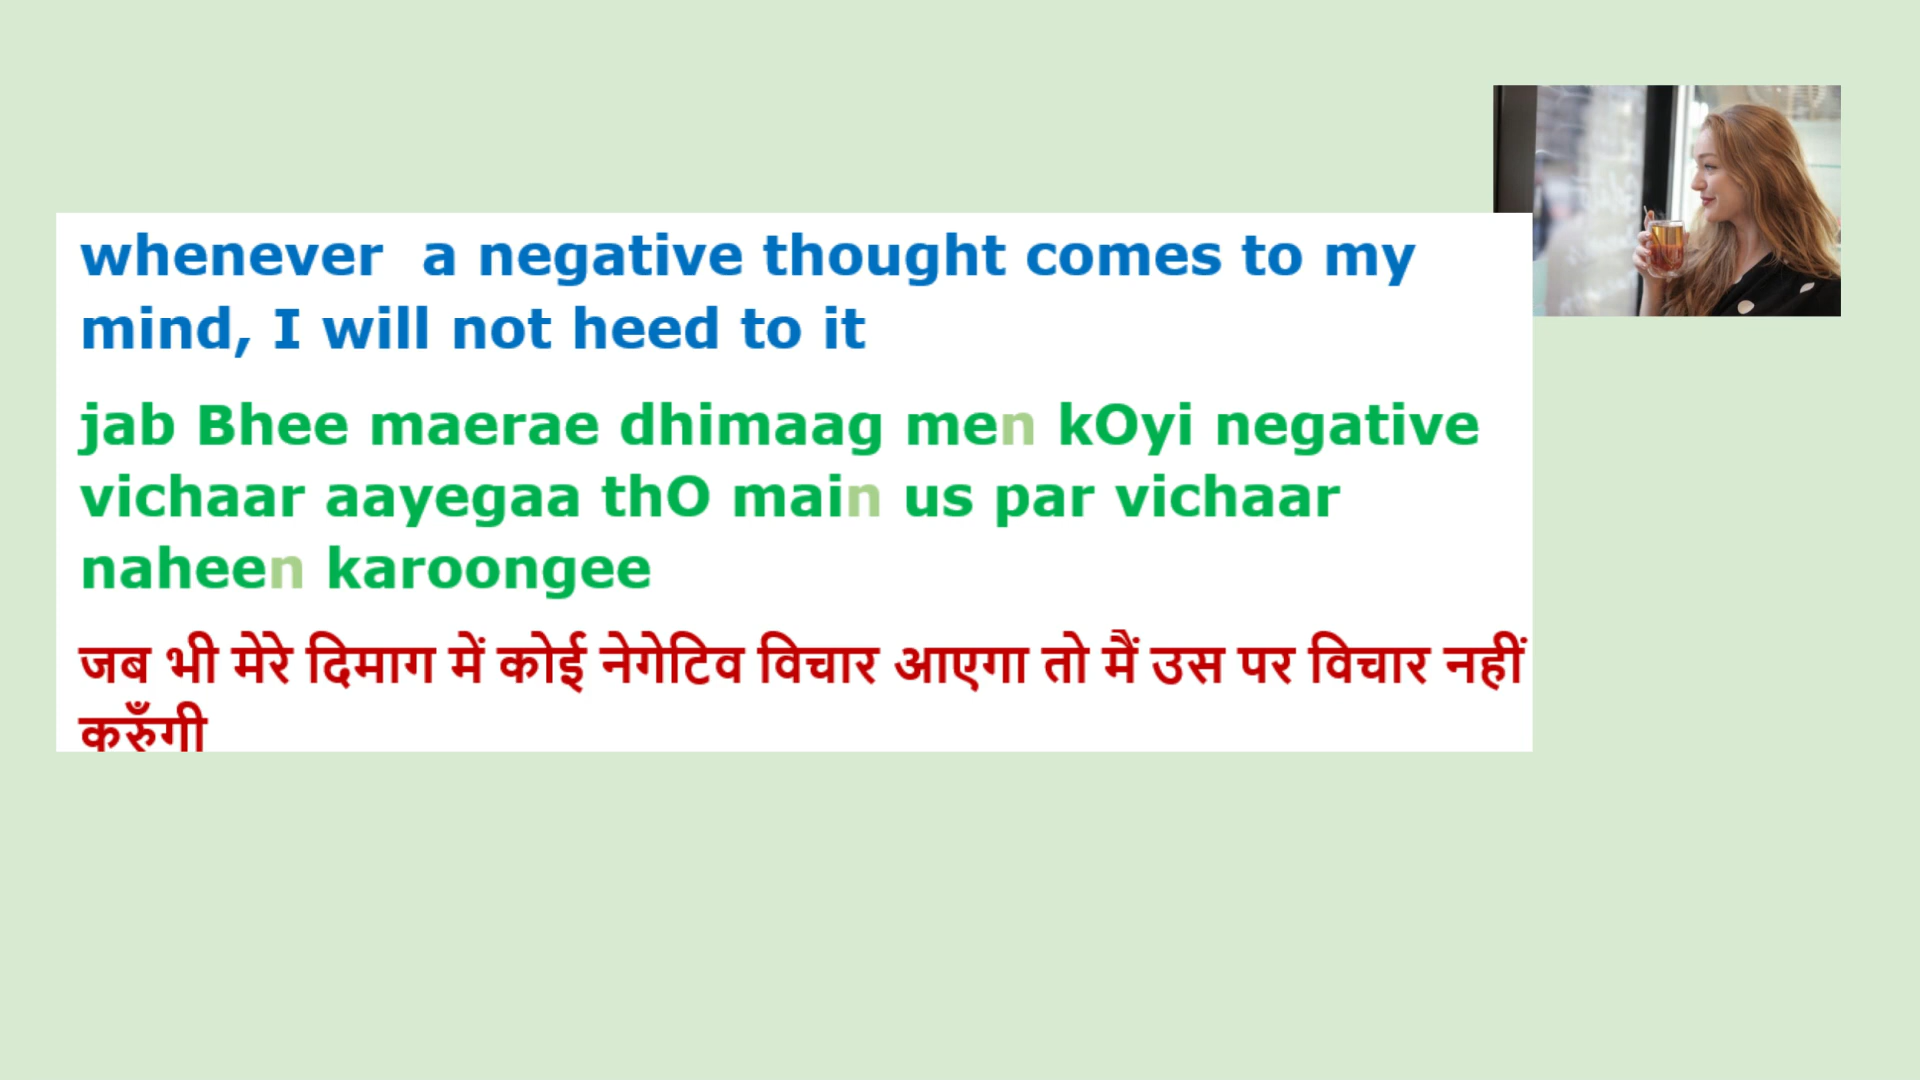 whenever  a negative thought comes to my
mind, I will not heed to it
jab Bhee maerae dhimaag men kOyi negative
vichaar aayegaa thO main us par vichaar
naheen karoongee
जब भी मेरे दिमाग में कोई नेगेटिव विचार आएगा तो मैं उस पर विचार नहीं
करुँगी